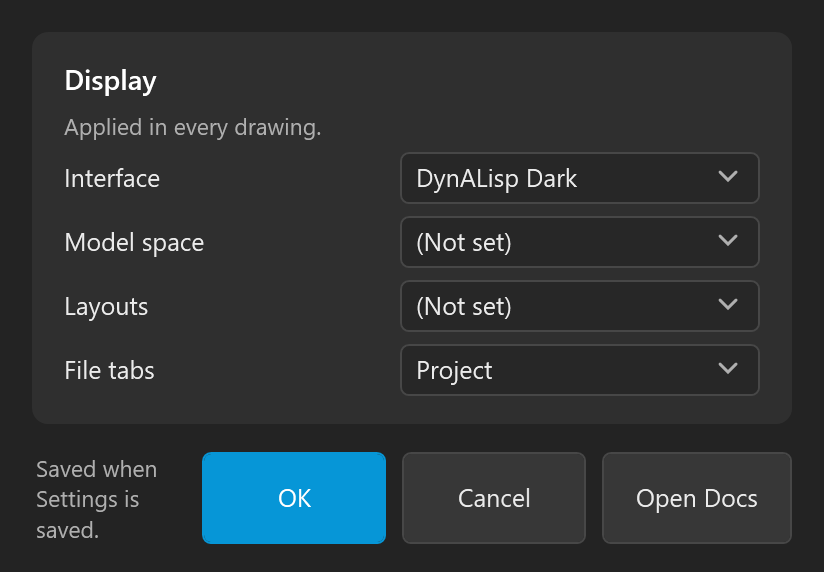 Display
Applied in every drawing.
Interface
DynALisp Dark
Model space
(Not set)
Layouts
(Not set)
File tabs
Project
Saved when
Settings is
saved.
OK
Cancel
Open Docs